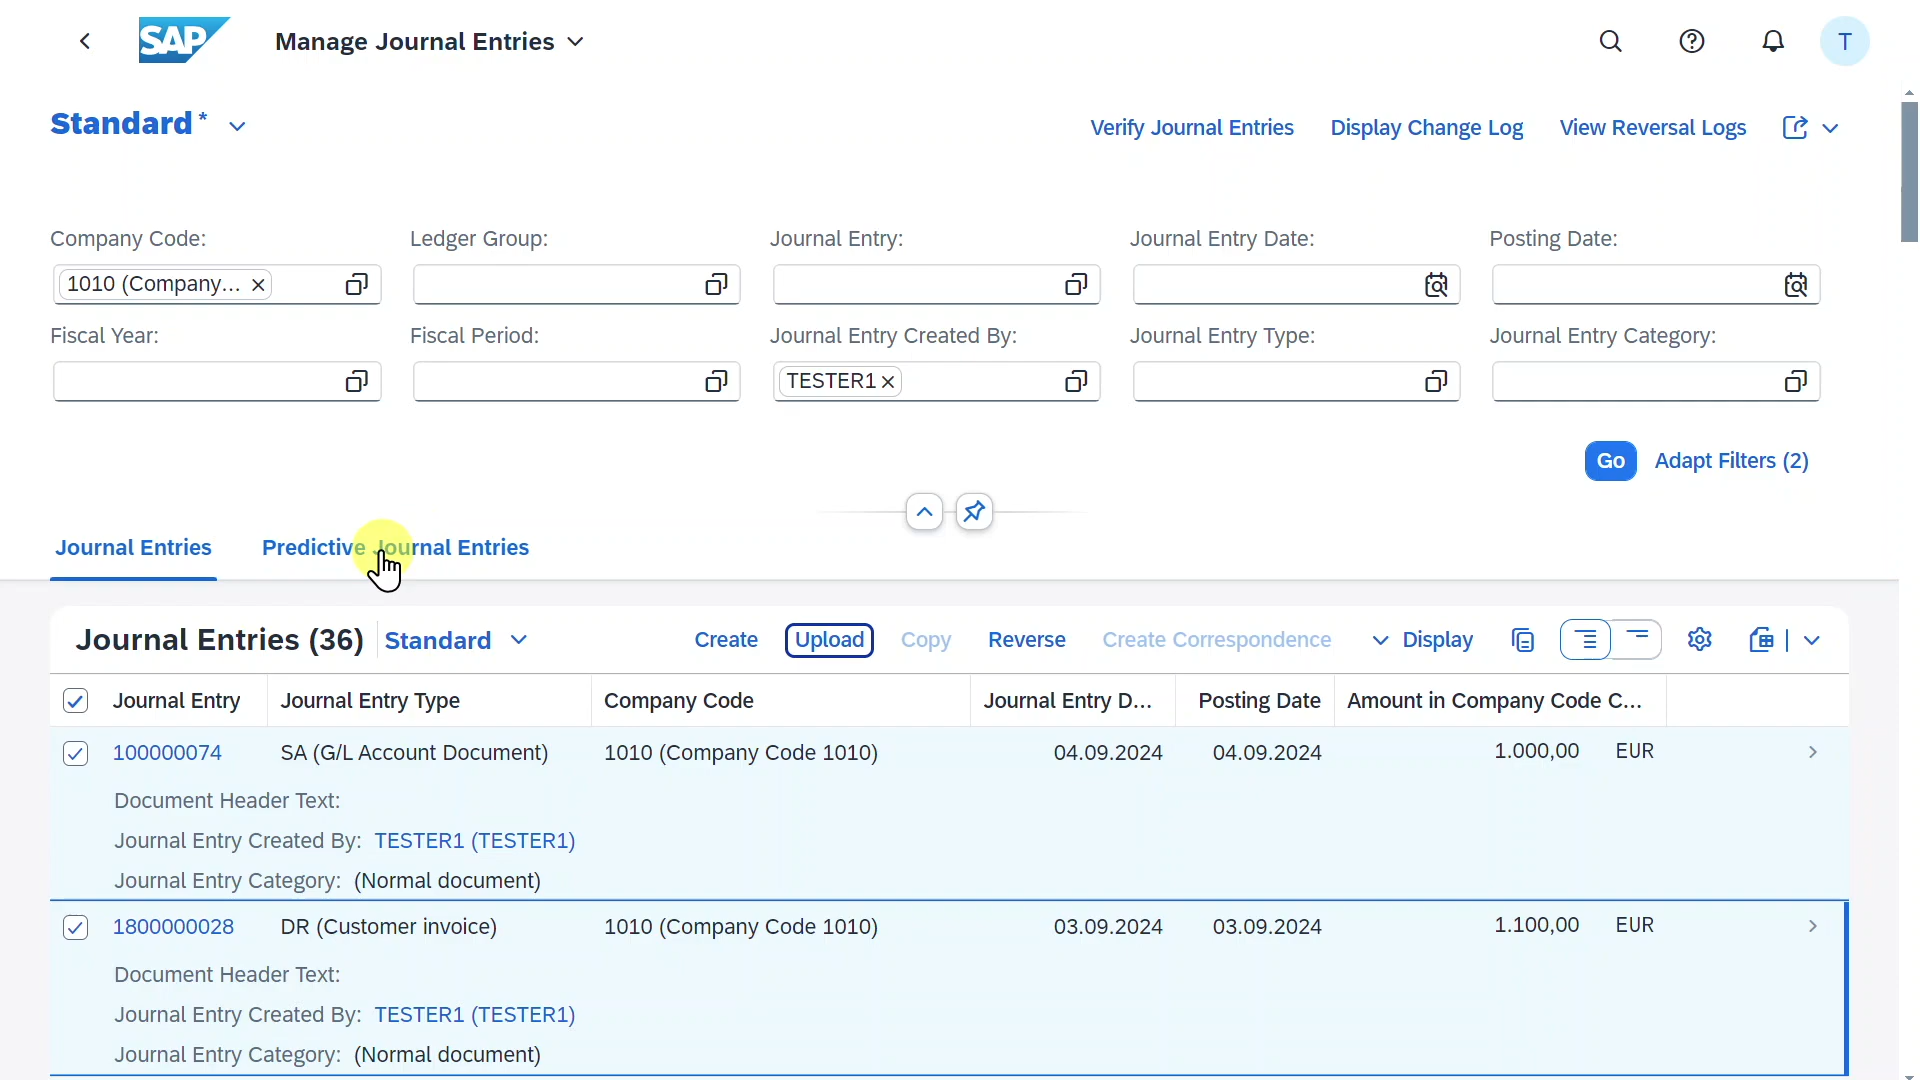 SAP Manage Journal Entries T
Standard* Verify Journal Entries Display Change Log View Reversal Logs
Company Code: Ledger Group: Journal Entry: Journal Entry Date: Posting Date:
1010 (Company...
Fiscal Year: Fiscal Period: Journal Entry Created By: Journal Entry Type: Journal Entry Category:
TESTER1
Go Adapt Filters (2)
Journal Entries Predictive Journal Entries
Journal Entries (36) Standard Create Upload Copy Reverse Create Correspondence Display
Journal Entry Journal Entry Type Company Code Journal Entry D... Posting Date Amount in Company Code C...
100000074 SA (G/L Account Document) 1010 (Company Code 1010) 04.09.2024 04.09.2024 1.000,00 EUR
Document Header Text:
Journal Entry Created By: TESTER1 (TESTER1)
Journal Entry Category: (Normal document)
1800000028 DR (Customer invoice) 1010 (Company Code 1010) 03.09.2024 03.09.2024 1.100,00 EUR
Document Header Text:
Journal Entry Created By: TESTER1 (TESTER1)
Journal Entry Category: (Normal document)